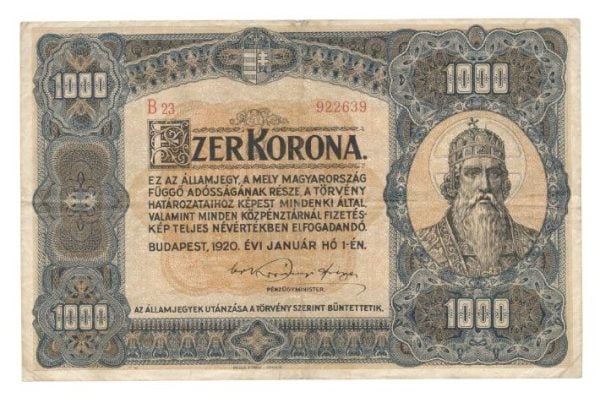 1000
1000
B 23 922639
EZER KORONA.
EZ AZ ÁLLAMJEGY, A MELY MAGYARORSZÁG
FÜGGŐ ADÓSSÁGÁNAK RÉSZE, A TÖRVÉNY
HATÁROZATAIHOZ KÉPEST MINDENKI ÁLTAL
VALAMINT MINDEN KÖZPÉNZTÁRNÁL FIZETÉS-
KÉP TELJES NÉVÉRTÉKBEN ELFOGADANDÓ.
BUDAPEST, 1920. ÉVI JANUÁR HÓ 1-ÉN.
PÉNZÜGYMINISTER.
AZ ÁLLAMJEGYEK UTÁNZÁSA A TÖRVÉNY SZERINT BÜNTETTETIK.
1000
1000